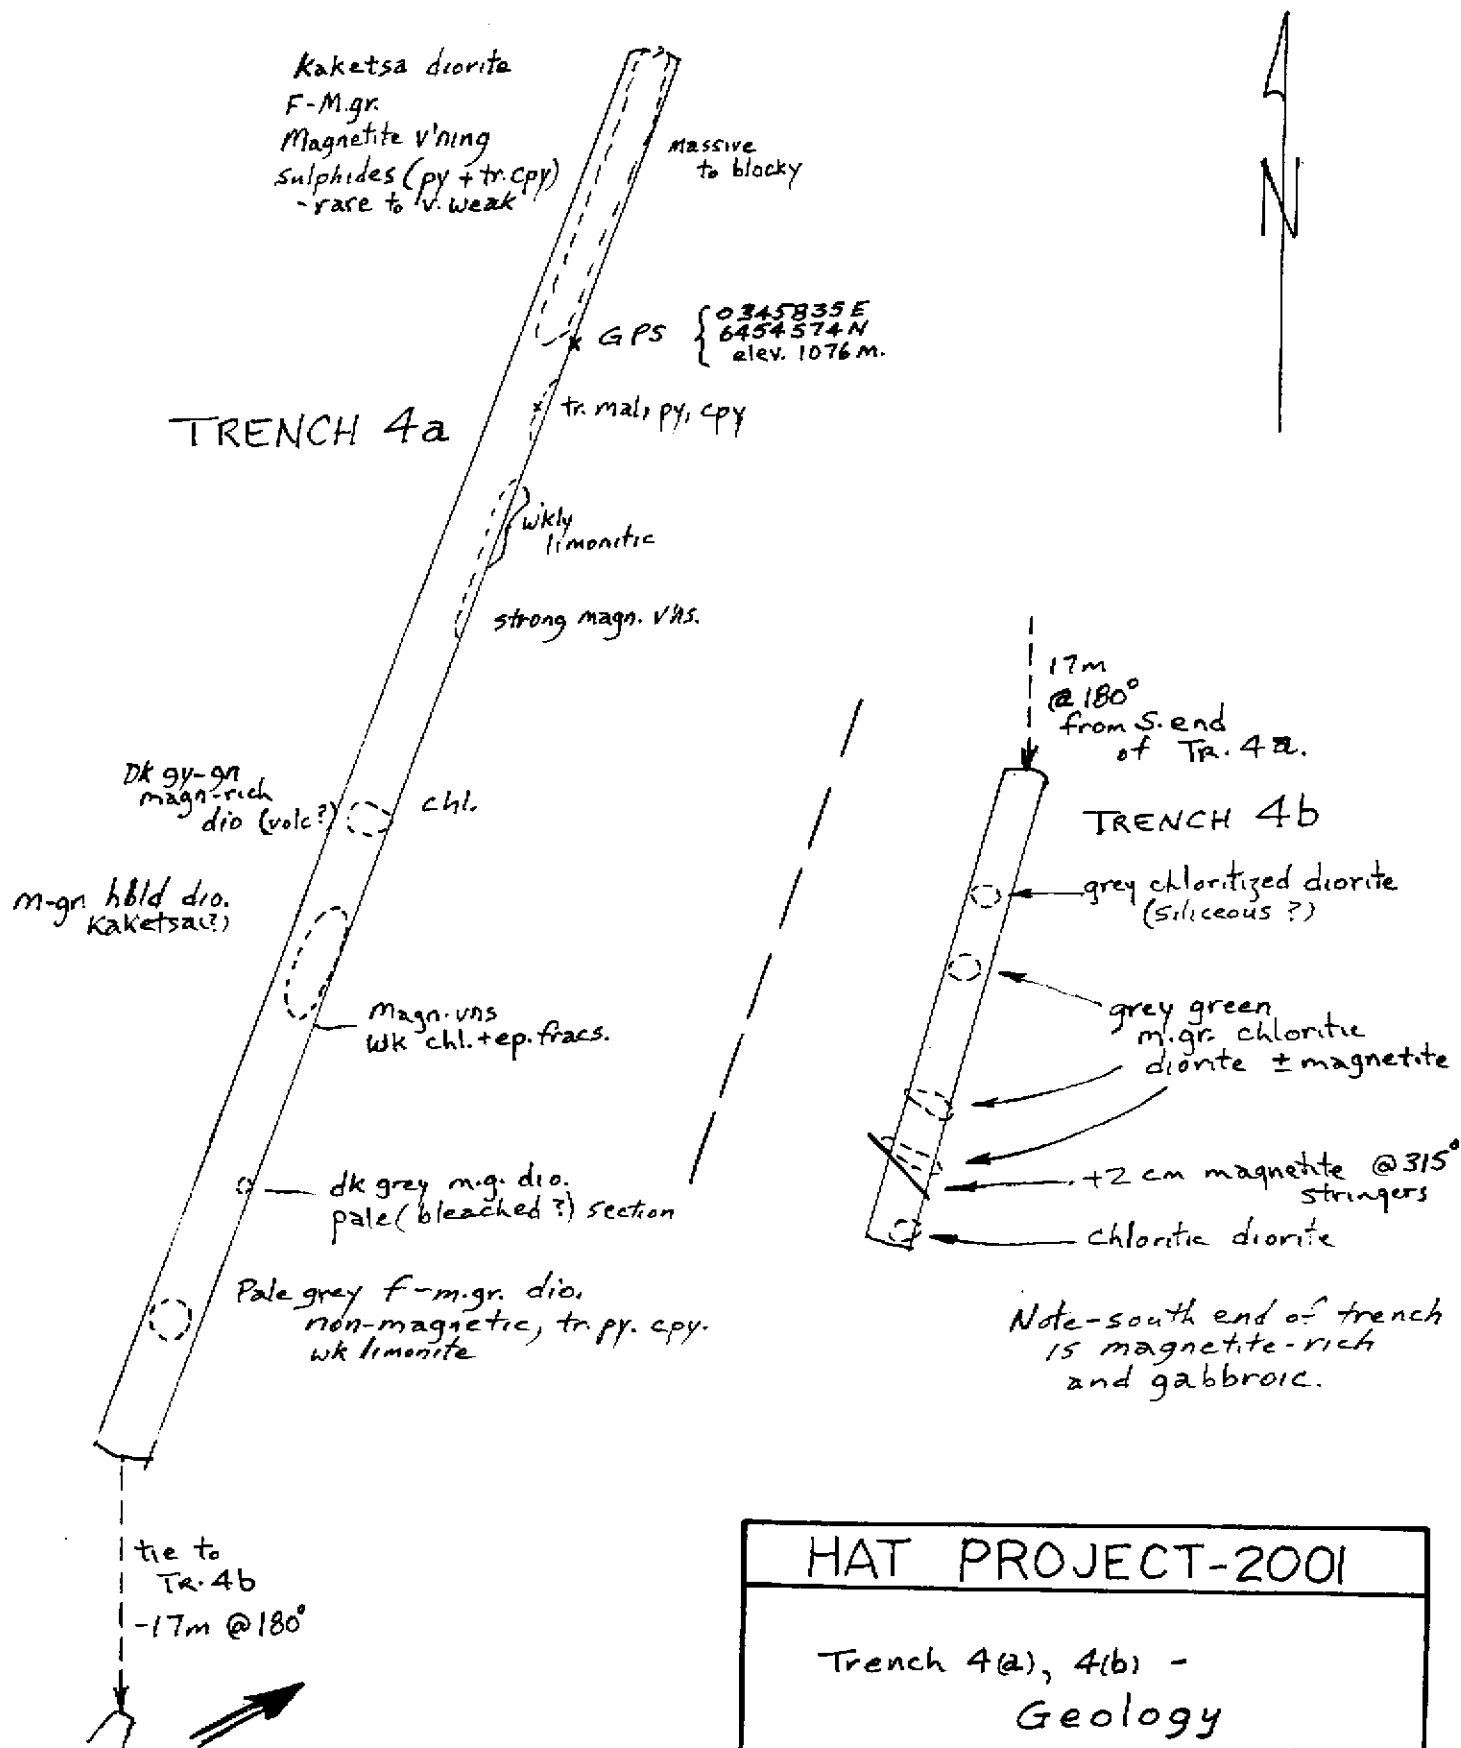 Kaketsa diorite
F-M.gr.
Magnetite v'ning
Sulphides (py + tr. cpy)
- rare to v. weak
massive
to blocky
N
GPS
0345835 E
6454574 N
elev. 1076 m.
TRENCH 4a
tr. mal, py, cpy
wkly
limonitic
strong magn. v'ns.
Dk gy-gn
magn-rich
dio (volc?)
chl.
m-gn hbld dio.
Kaketsa(?)
Magn. vns
wk chl. + ep. fracs.
dk grey m.g. dio.
pale (bleached?) section
Pale grey f-m.gr. dio.
non-magnetic, tr. py. cpy.
wk limonite
tie to
TR. 4b
-17m @ 180°
17m
@ 180°
from S. end
of TR. 4a.
TRENCH 4b
grey chloritized diorite
(siliceous ?)
grey green
m.gr. chloritic
diorite ± magnetite
+2 cm magnetite @ 315°
stringers
Chloritic diorite
Note-south end of trench
is magnetite-rich
and gabbroic.
HAT PROJECT-2001
Trench 4(a), 4(b) -
Geology